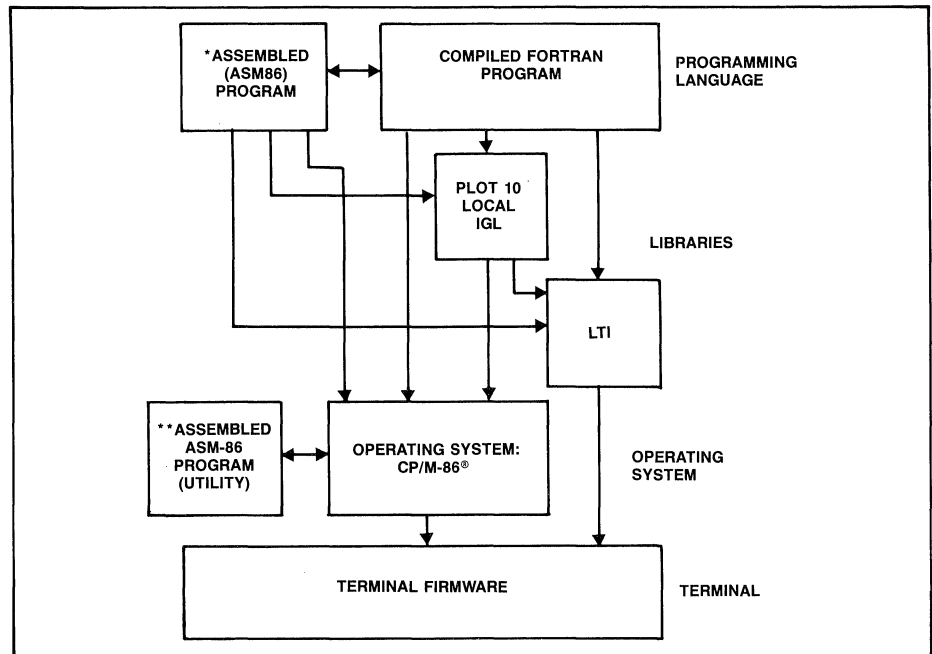 *ASSEMBLED
(ASM86)
PROGRAM
COMPILED FORTRAN
PROGRAM
PROGRAMMING
LANGUAGE
PLOT 10
LOCAL
IGL
LIBRARIES
LTI
**ASSEMBLED
ASM-86
PROGRAM
(UTILITY)
OPERATING SYSTEM:
CP/M-86®
OPERATING
SYSTEM
TERMINAL FIRMWARE
TERMINAL